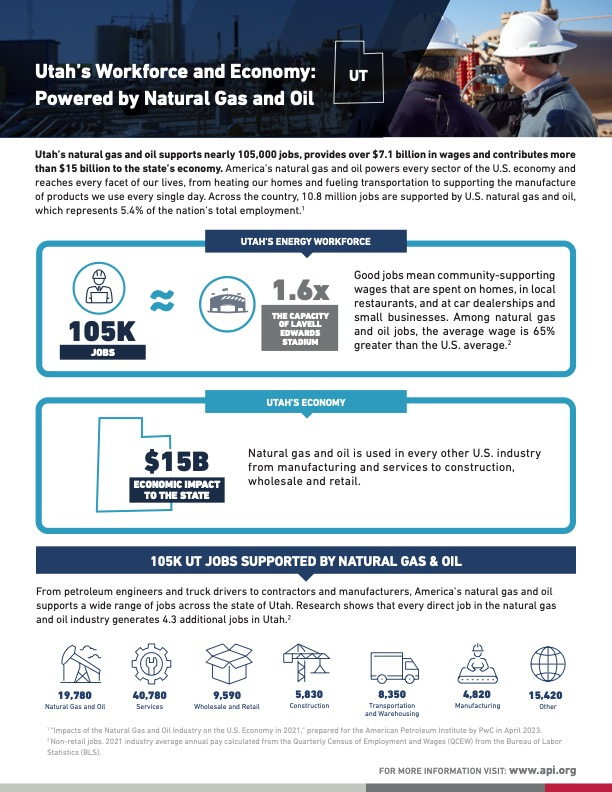 Utah's Workforce and Economy:
Powered by Natural Gas and Oil
UT
Utah's natural gas and oil supports nearly 105,000 jobs, provides over $7.1 billion in wages and contributes more
than $15 billion to the state's economy. America's natural gas and oil powers every sector of the U.S. economy and
reaches every facet of our lives, from heating our homes and fueling transportation to supporting the manufacture
of products we use every single day. Across the country, 10.8 million jobs are supported by U.S. natural gas and oil,
which represents 5.4% of the nation's total employment.¹
UTAH'S ENERGY WORKFORCE
105K
JOBS
≈
1.6x
THE CAPACITY
OF LAVELL
EDWARDS
STADIUM
Good jobs mean community-supporting
wages that are spent on homes, in local
restaurants, and at car dealerships and
small businesses. Among natural gas
and oil jobs, the average wage is 65%
greater than the U.S. average.²
UTAH'S ECONOMY
$15B
ECONOMIC IMPACT
TO THE STATE
Natural gas and oil is used in every other U.S. industry
from manufacturing and services to construction,
wholesale and retail.
105K UT JOBS SUPPORTED BY NATURAL GAS & OIL
From petroleum engineers and truck drivers to contractors and manufacturers, America's natural gas and oil
supports a wide range of jobs across the state of Utah. Research shows that every direct job in the natural gas
and oil industry generates 4.3 additional jobs in Utah.²
19,780
Natural Gas and Oil
40,780
Services
9,590
Wholesale and Retail
5,830
Construction
8,350
Transportation
and Warehousing
4,820
Manufacturing
15,420
Other
¹ "Impacts of the Natural Gas and Oil Industry on the U.S. Economy in 2021," prepared for the American Petroleum Institute by PwC in April 2023.
² Non-retail jobs. 2021 industry average annual pay calculated from the Quarterly Census of Employment and Wages (QCEW) from the Bureau of Labor
Statistics (BLS).
FOR MORE INFORMATION VISIT: www.api.org